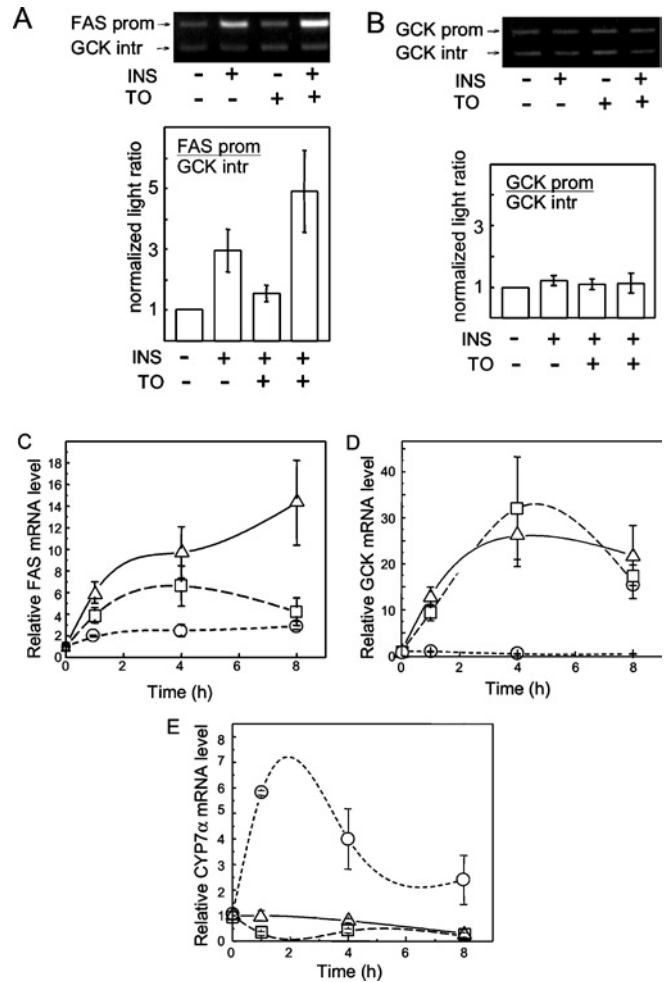 A
FAS prom
GCK intr
INS - + - +
TO - - + +
FAS prom
GCK intr
normalized light ratio
5
3
1
INS - + + +
TO - - + +
B
GCK prom
GCK intr
INS - + - +
TO - - + +
GCK prom
GCK intr
normalized light ratio
3
1
INS - + + +
TO - - + +
C
Relative FAS mRNA level
18
16
14
12
10
8
6
4
2
0
0 2 4 6 8
Time (h)
D
Relative GCK mRNA level
40
30
20
10
0
0 2 4 6 8
Time (h)
E
Relative CYP7α mRNA level
8
7
6
5
4
3
2
1
0
0 2 4 6 8
Time (h)